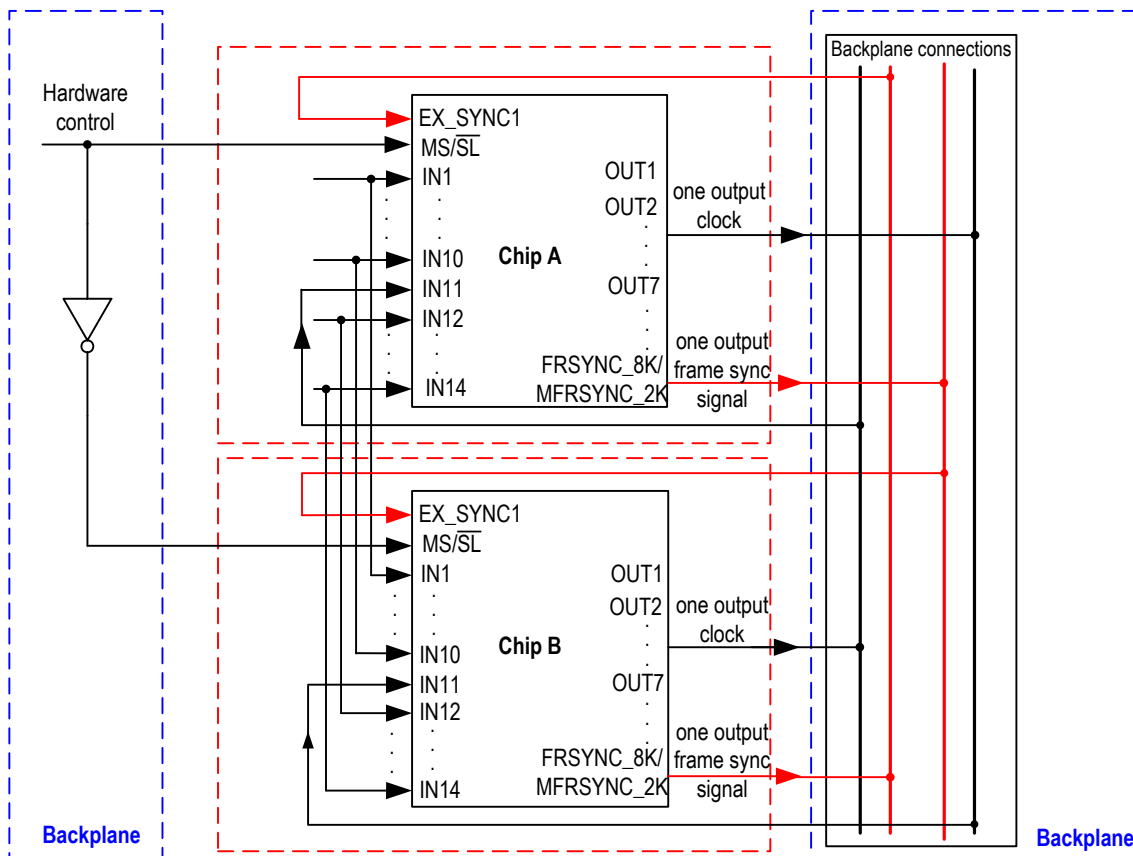 Backplane connections
Hardware
control
EX_SYNC1
MS/SL
IN1
IN10
IN11
IN12
IN14
Chip A
OUT1
OUT2
OUT7
FRSYNC_8K/
MFRSYNC_2K
one output
clock
one output
frame sync
signal
EX_SYNC1
MS/SL
IN1
IN10
IN11
IN12
IN14
Chip B
OUT1
OUT2
OUT7
FRSYNC_8K/
MFRSYNC_2K
one output
clock
one output
frame sync
signal
Backplane
Backplane